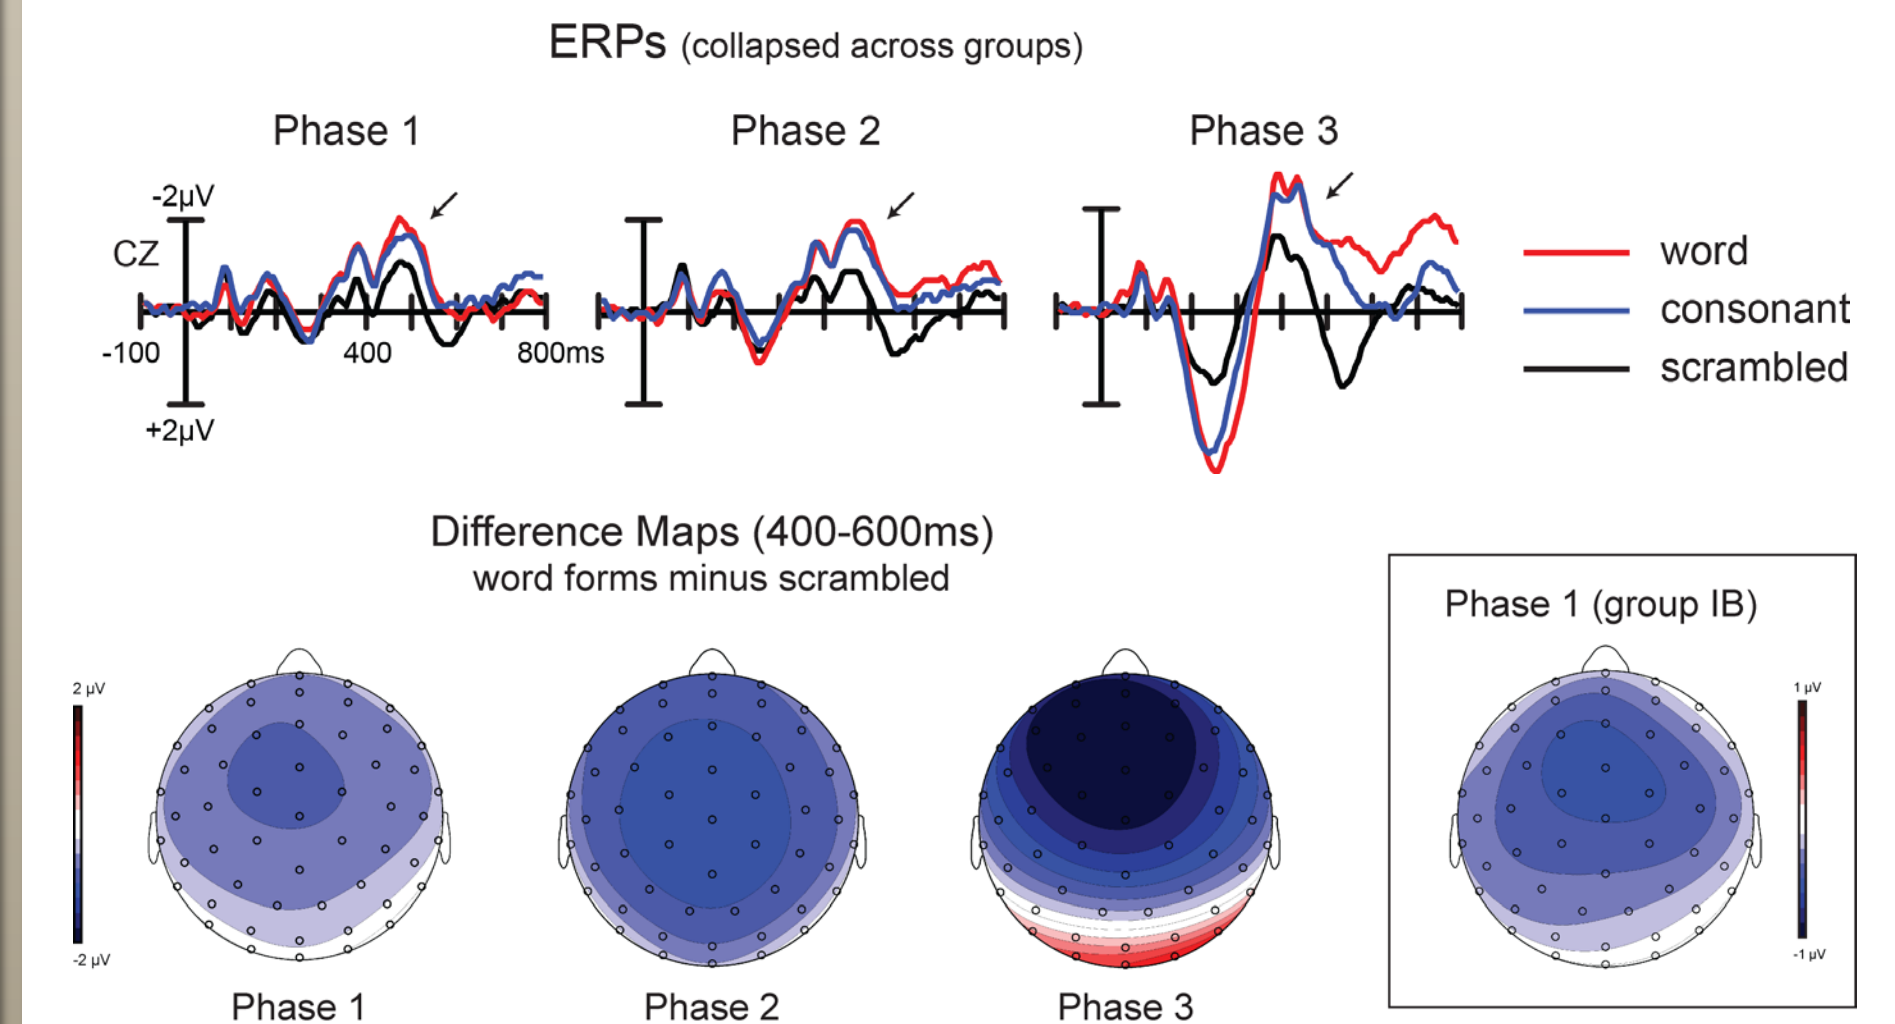 ERPs (collapsed across groups)
Phase 1
Phase 2
Phase 3
-2µV
CZ
-100
400
800ms
+2µV
word
consonant
scrambled
Difference Maps (400-600ms)
word forms minus scrambled
Phase 1 (group IB)
2 µV
-2 µV
1 µV
-1 µV
Phase 1
Phase 2
Phase 3